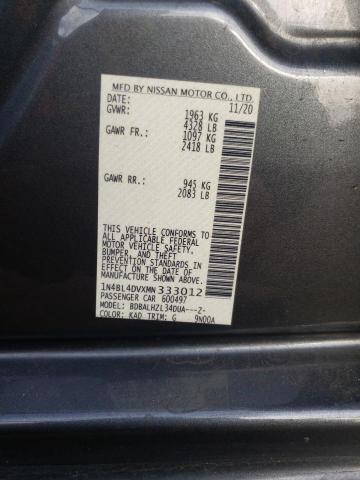 MFD BY NISSAN MOTOR CO., LTD.
DATE: 11/20
GVWR: 1963 KG
4328 LB
GAWR FR.: 1097 KG
2418 LB
GAWR RR.: 945 KG
2083 LB
THIS VEHICLE CONFORMS TO
ALL APPLICABLE FEDERAL
MOTOR VEHICLE SAFETY,
BUMPER, AND THEFT
PREVENTION STANDARDS IN
EFFECT ON THE DATE OF
MANUFACTURE SHOWN ABOVE.
1N4BL4DVXMN333012
PASSENGER CAR 600497
MODEL: BDBALHZL34DUA---Z-
COLOR: KAD TRIM: G 9N00A